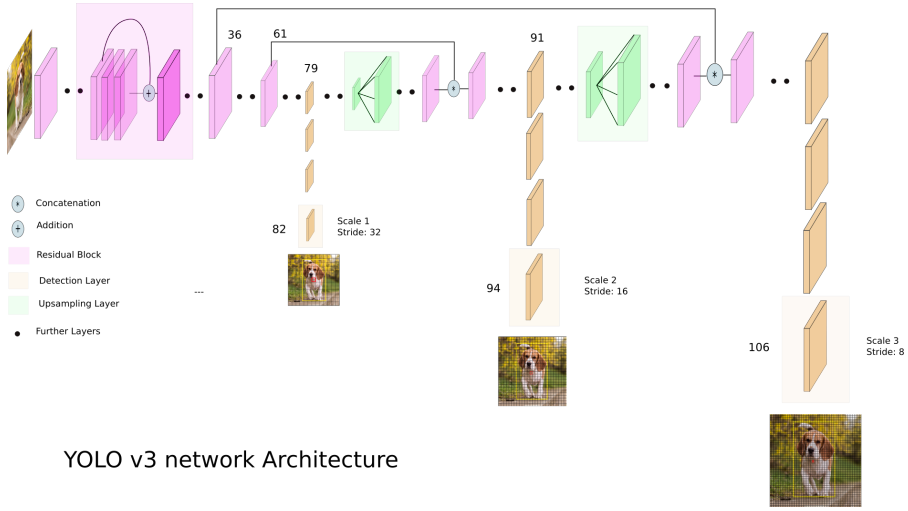 36
61
79
91
*
*
+
82
Scale 1
Stride: 32
94
Scale 2
Stride: 16
106
Scale 3
Stride: 8
* Concatenation
+ Addition
Residual Block
Detection Layer
Upsampling Layer
Further Layers
---
YOLO v3 network Architecture